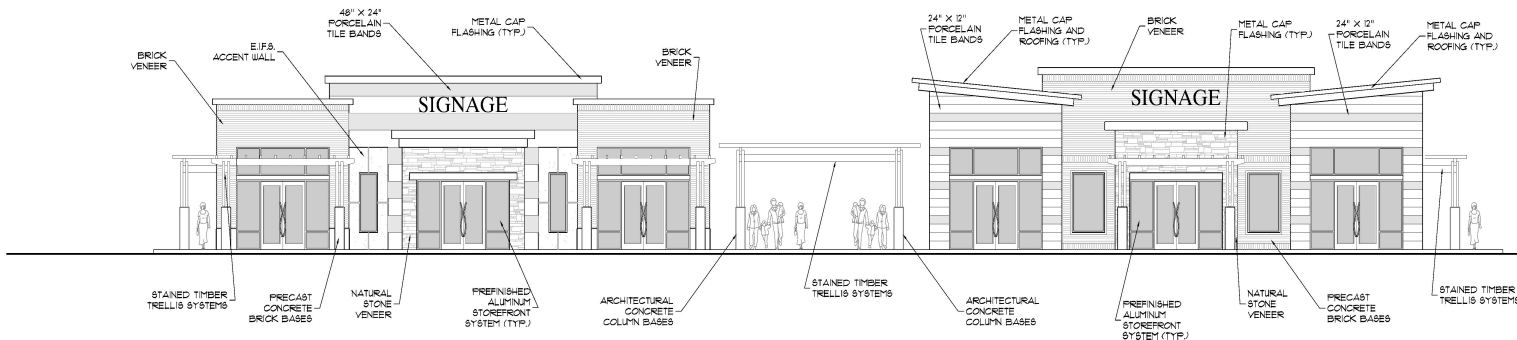 48" X 24"
PORCELAIN
TILE BANDS
METAL CAP
FLASHING (TYP.)
E.I.F.S.
ACCENT WALL
BRICK
VENEER
BRICK
VENEER
24" X 12"
PORCELAIN
TILE BANDS
METAL CAP
FLASHING AND
ROOFING (TYP.)
BRICK
VENEER
METAL CAP
FLASHING (TYP.)
24" X 12"
PORCELAIN
TILE BANDS
METAL CAP
FLASHING AND
ROOFING (TYP.)
SIGNAGE
SIGNAGE
STAINED TIMBER
TRELLIS SYSTEMS
PRECAST
CONCRETE
BRICK BASES
NATURAL
STONE
VENEER
PREFINISHED
ALUMINUM
STOREFRONT
SYSTEM (TYP.)
ARCHITECTURAL
CONCRETE
COLUMN BASES
STAINED TIMBER
TRELLIS SYSTEMS
ARCHITECTURAL
CONCRETE
COLUMN BASES
PREFINISHED
ALUMINUM
STOREFRONT
SYSTEM (TYP.)
NATURAL
STONE
VENEER
PRECAST
CONCRETE
BRICK BASES
STAINED TIMBER
TRELLIS SYSTEMS